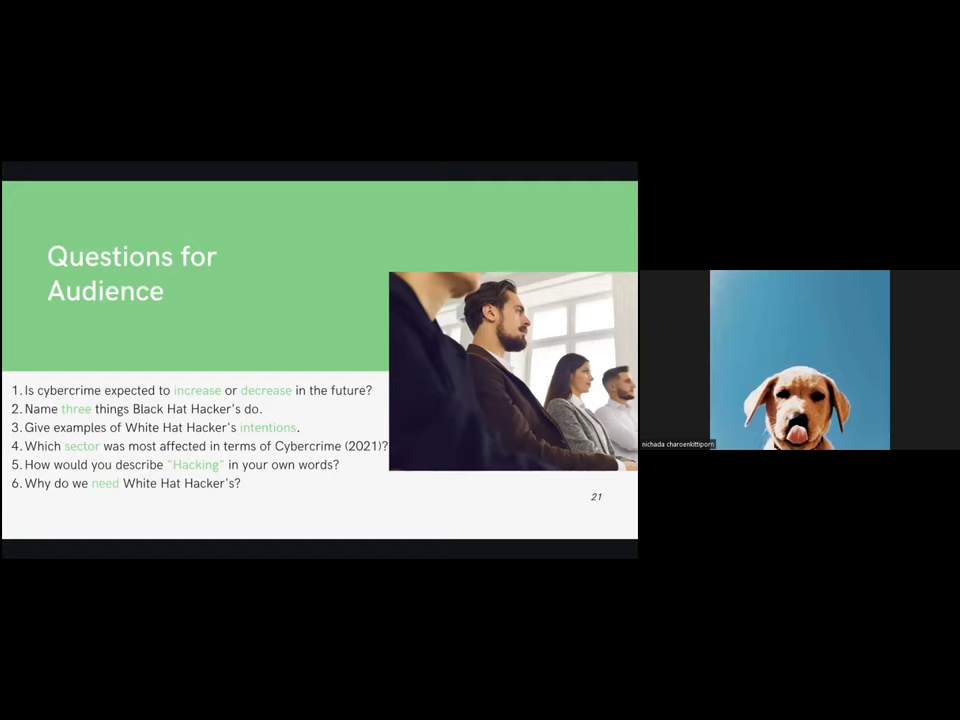 Questions for
Audience
1. Is cybercrime expected to increase or decrease in the future?
2. Name three things Black Hat Hacker's do.
3. Give examples of White Hat Hacker's intentions.
4. Which sector was most affected in terms of Cybercrime (2021)?
5. How would you describe "Hacking" in your own words?
6. Why do we need White Hat Hacker's?
21
nichada charoenkittiporn